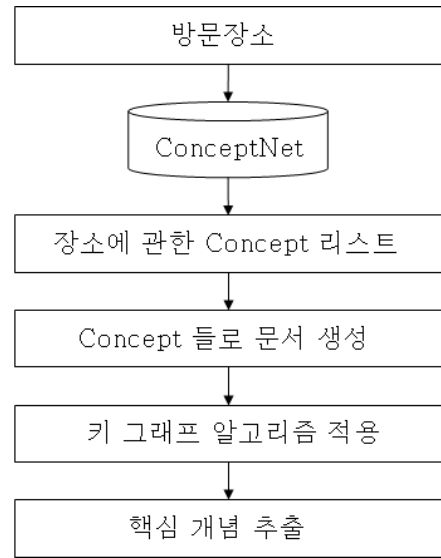 방문장소
ConceptNet
장소에 관한 Concept 리스트
Concept 들로 문서 생성
키 그래프 알고리즘 적용
핵심 개념 추출